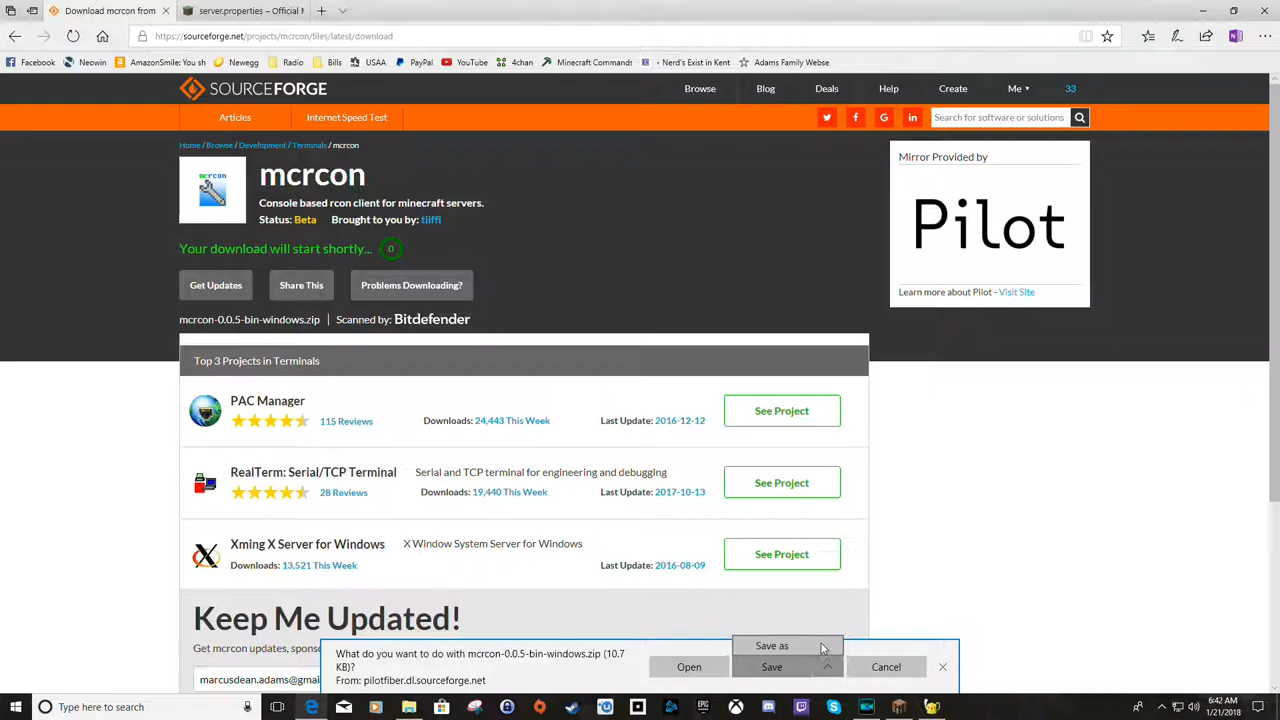 Download mcrcon from
server.properties – Official M
https://sourceforge.net/projects/mcrcon/files/latest/download
Facebook Neowin AmazonSmile: You sh Newegg Radio Bills USAA PayPal YouTube 4chan Minecraft Commands - Nerd's Exist in Kent Adams Family Webse
SOURCEFORGE
Browse Blog Deals Help Create Me 33
Articles Internet Speed Test
Search for software or solutions
Home / Browse / Development / Terminals / mcrcon
mcrcon
mcrcon
Console based rcon client for minecraft servers.
Status: Beta Brought to you by: tiiffi
Your download will start shortly... 0
Get Updates Share This Problems Downloading?
mcrcon-0.0.5-bin-windows.zip | Scanned by: Bitdefender
Mirror Provided by
Pilot
Learn more about Pilot - Visit Site
Top 3 Projects in Terminals
PAC Manager
115 Reviews Downloads: 24,443 This Week Last Update: 2016-12-12
See Project
RealTerm: Serial/TCP Terminal Serial and TCP terminal for engineering and debugging
28 Reviews Downloads: 19,440 This Week Last Update: 2017-10-13
See Project
Xming X Server for Windows X Window System Server for Windows
Downloads: 13,521 This Week Last Update: 2016-08-09
See Project
Keep Me Updated!
Get mcrcon updates, spons
marcusdean.adams@gmai
What do you want to do with mcrcon-0.0.5-bin-windows.zip (10.7
KB)?
From: pilotfiber.dl.sourceforge.net
Save as
Open Save Cancel
Type here to search
6:42 AM
1/21/2018